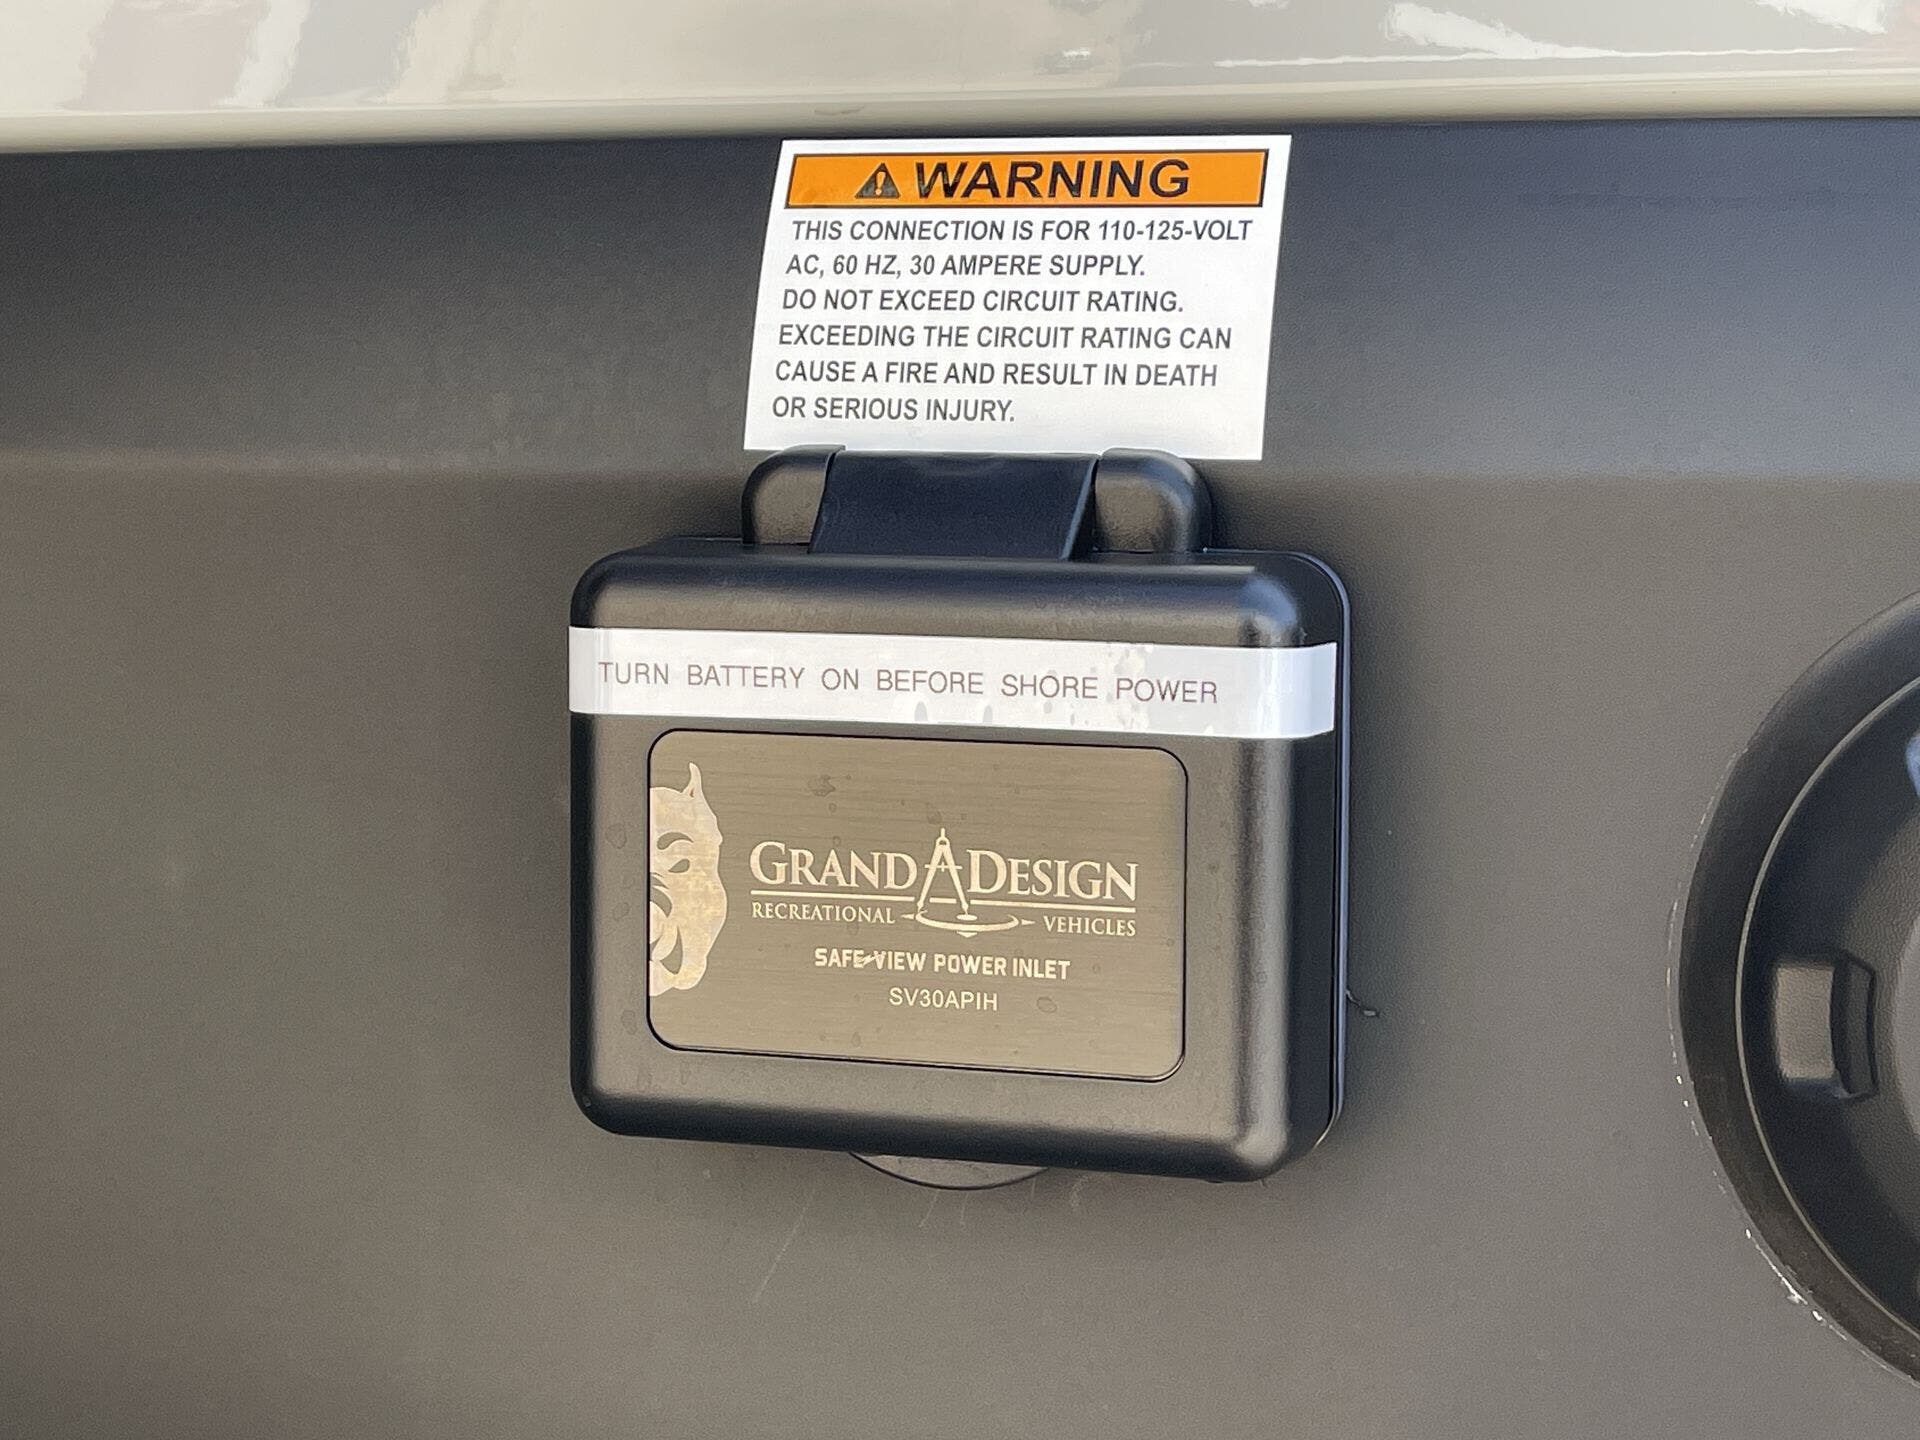 WARNING
THIS CONNECTION IS FOR 110-125-VOLT
AC, 60 HZ, 30 AMPERE SUPPLY.
DO NOT EXCEED CIRCUIT RATING.
EXCEEDING THE CIRCUIT RATING CAN
CAUSE A FIRE AND RESULT IN DEATH
OR SERIOUS INJURY.
TURN BATTERY ON BEFORE SHORE POWER
GRAND DESIGN
RECREATIONAL VEHICLES
SAFE-VIEW POWER INLET
SV30APIH